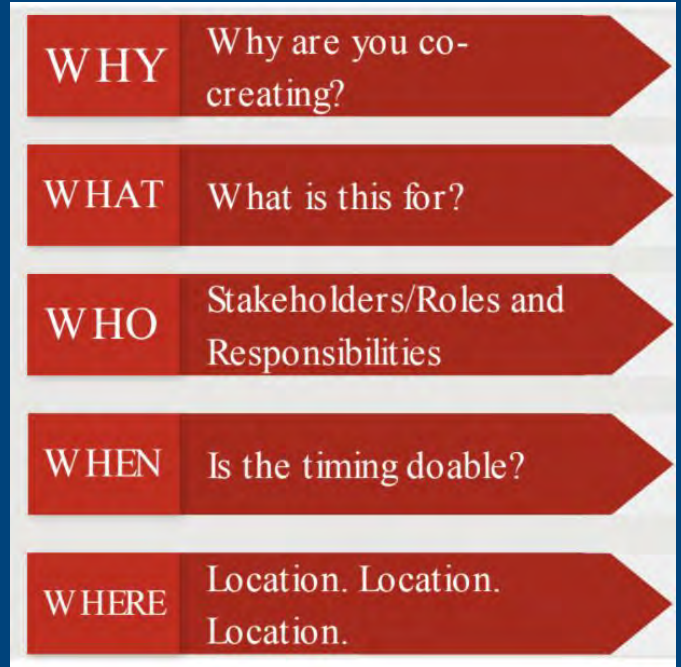 WHY
Why are you co-
creating?
WHAT
What is this for?
WHO
Stakeholders/Roles and
Responsibilities
WHEN
Is the timing doable?
WHERE
Location. Location.
Location.